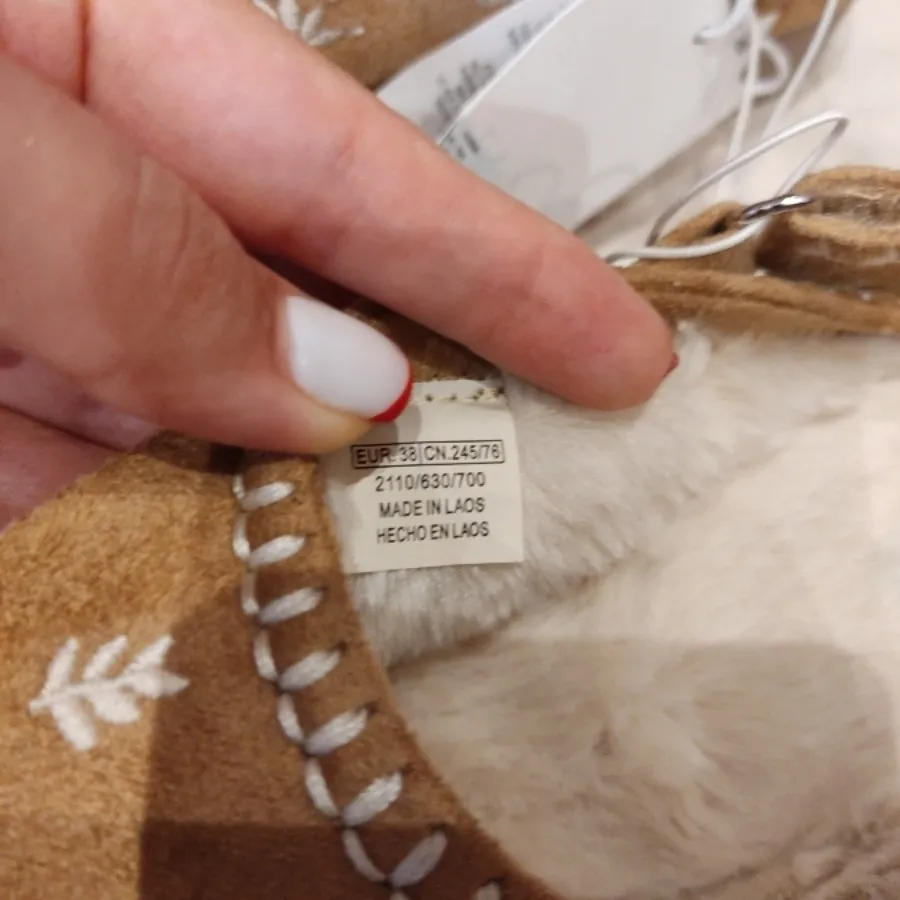 EUR. 38 CN.245/76
2110/630/700
MADE IN LAOS
HECHO EN LAOS